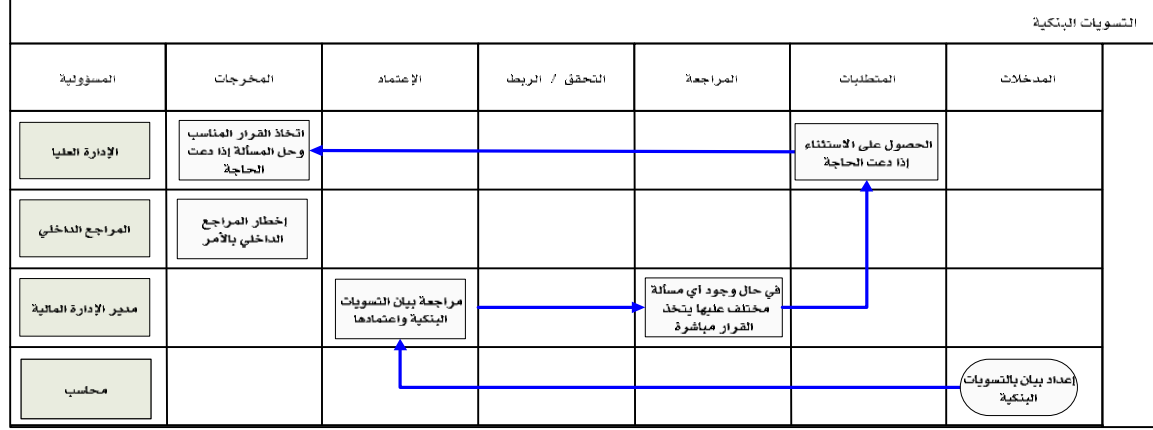 التسويات البنكية
المدخلات
المتطلبات
المراجعة
التحقق / الربط
الإعتماد
المخرجات
المسؤولية
الحصول على الاستثناء
إذا دعت الحاجة
اتخاذ القرار المناسب
وحل المسألة إذا دعت
الحاجة
الإدارة العليا
إخطار المراجع
الداخلي بالأمر
المراجع الداخلي
في حال وجود أي مسألة
مختلف عليها يتخذ
القرار مباشرة
مراجعة بيان التسويات
البنكية واعتمادها
مدير الإدارة المالية
إعداد بيان بالتسويات
البنكية
محاسب